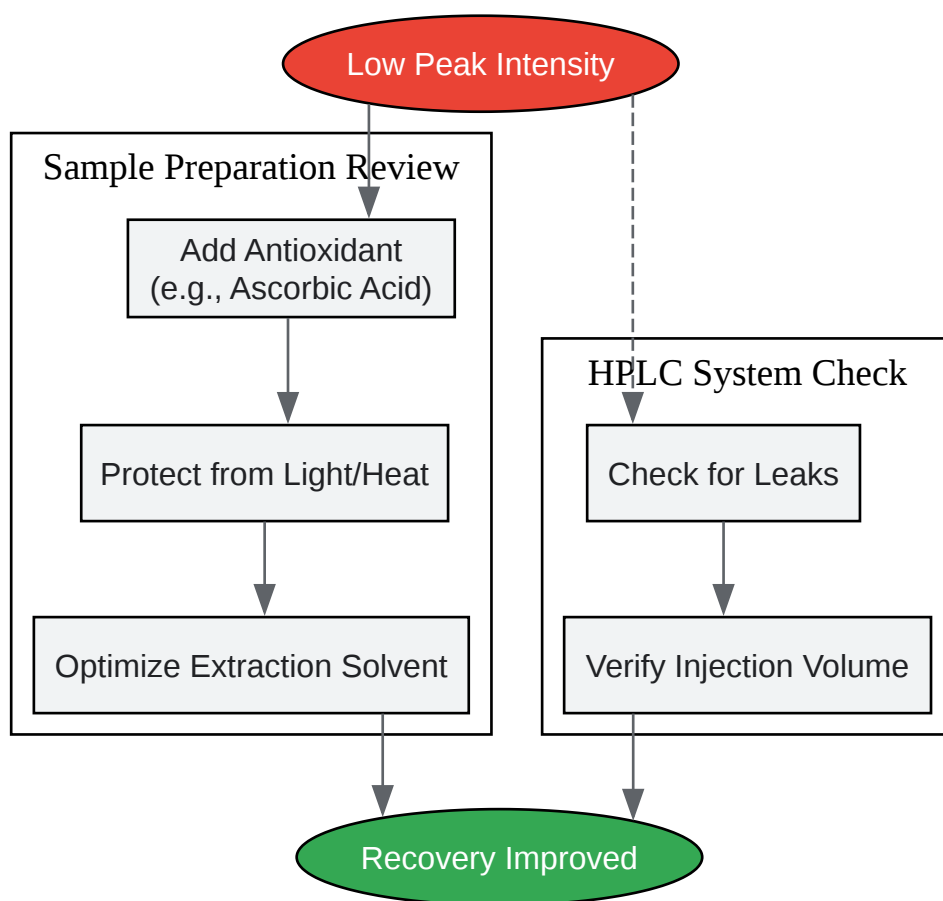 Low Peak Intensity
Sample Preparation Review
Add Antioxidant
(e.g., Ascorbic Acid)
Protect from Light/Heat
Optimize Extraction Solvent
HPLC System Check
Check for Leaks
Verify Injection Volume
Recovery Improved